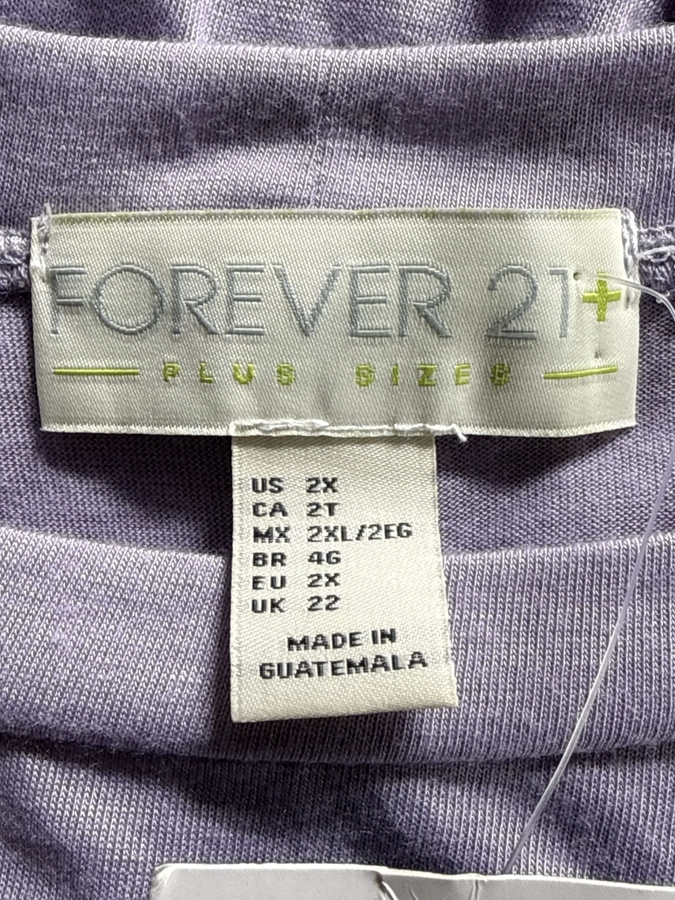 FOREVER 21+
PLUS SIZES
US 2X
CA 2T
MX 2XL/2EG
BR 4G
EU 2X
UK 22
MADE IN
GUATEMALA